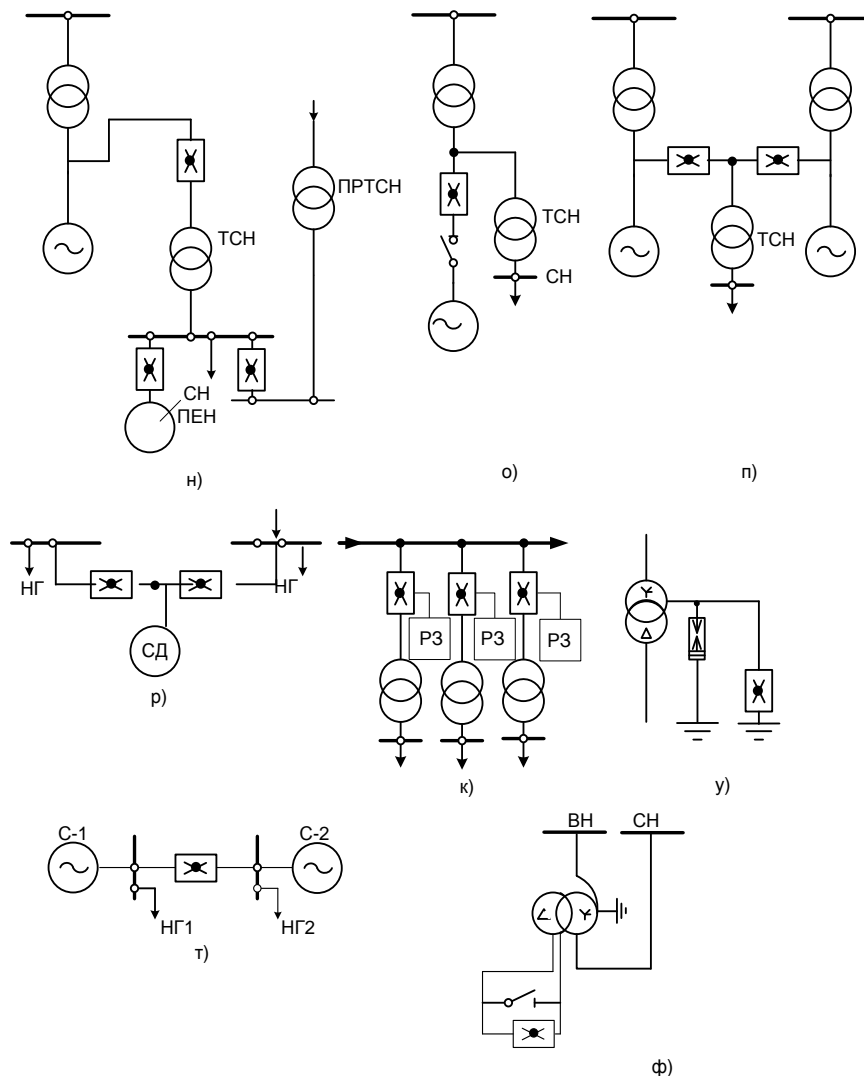 ПРТСН
ТСН
ТСН
ТСН
СН
СН
ПЕН
н)
о)
п)
НГ
НГ
СД
р)
РЗ
РЗ
РЗ
к)
у)
С-1
С-2
НГ1
НГ2
т)
ВН
СН
ф)